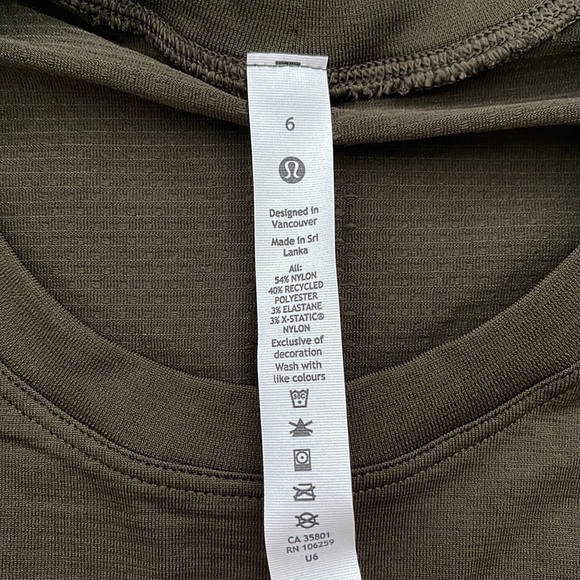 6
Designed in
Vancouver
Made in Sri
Lanka
All:
54% NYLON
40% RECYCLED
POLYESTER
3% ELASTANE
3% X-STATIC®
NYLON
Exclusive of
decoration
Wash with
like colours
30C
CA 35801
RN 106259
U6